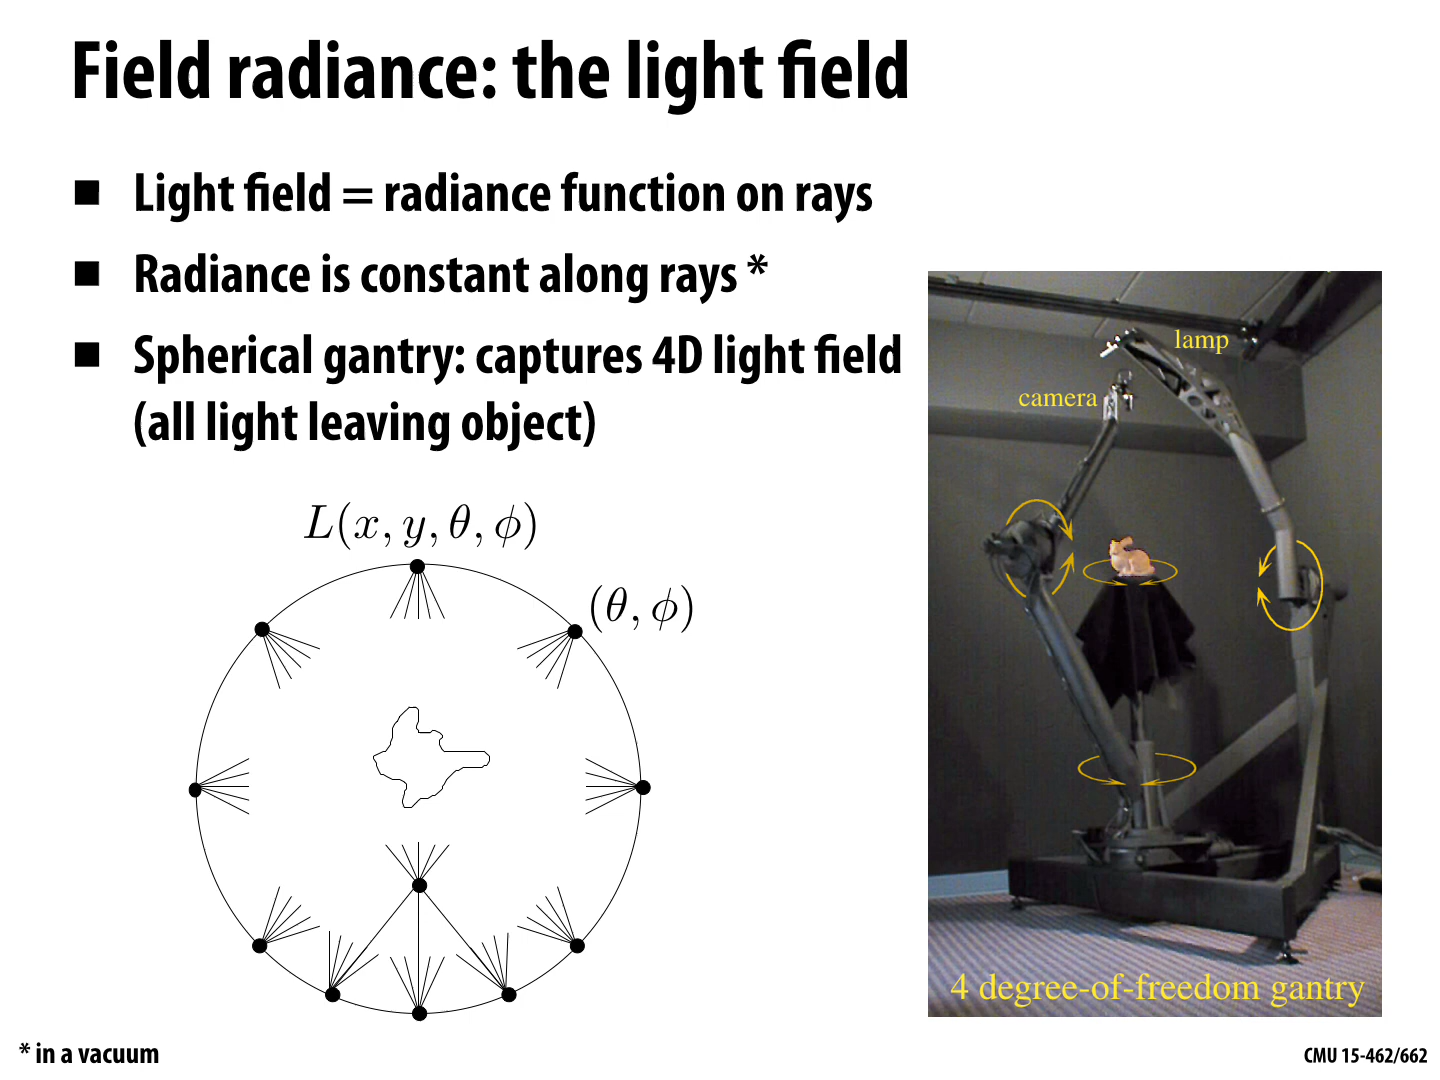 Field radiance: the light field
■ Light field = radiance function on rays
■ Radiance is constant along rays *
■ Spherical gantry: captures 4D light field
(all light leaving object)
L(x, y, θ, ϕ)
(θ, ϕ)
lamp
camera
4 degree-of-freedom gantry
* in a vacuum
CMU 15-462/662